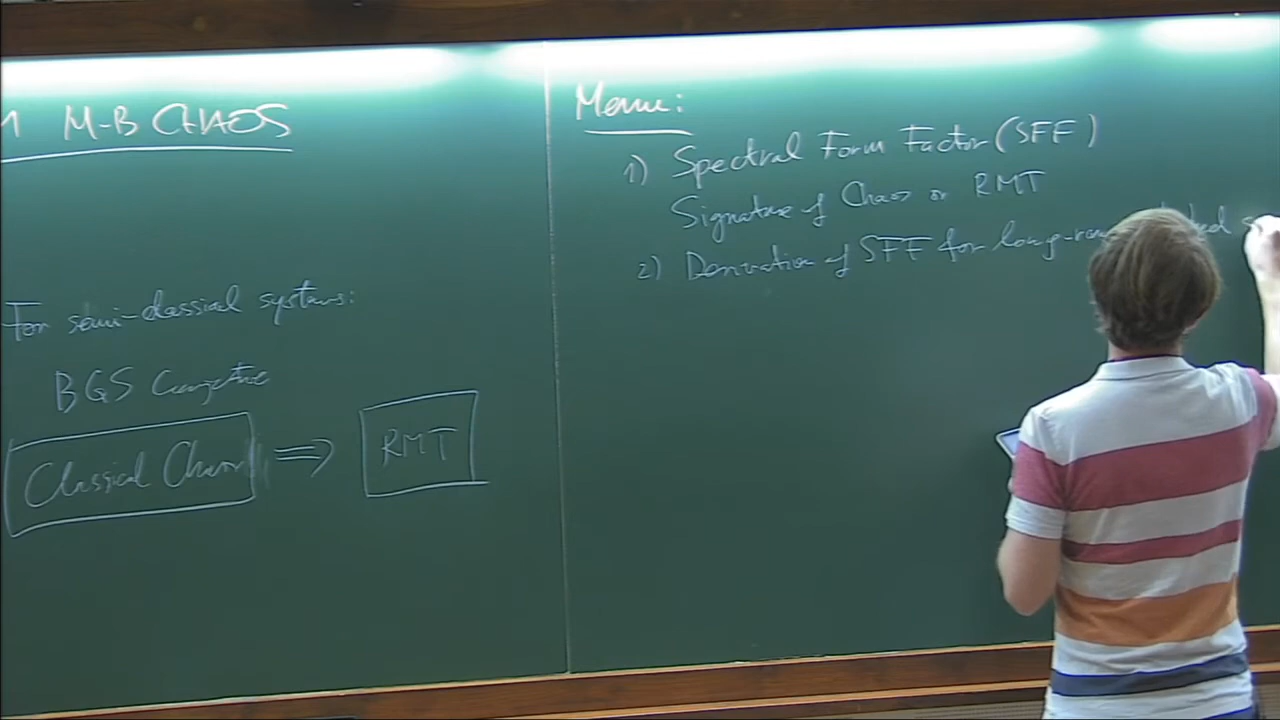 M-B CHAOS
For semi-classical systems:
BGS Conjecture
Classical Chaos ⇒ RMT
Menu:
1) Spectral Form Factor (SFF)
Signature of Chaos or RMT
2) Derivation of SFF for long-ran